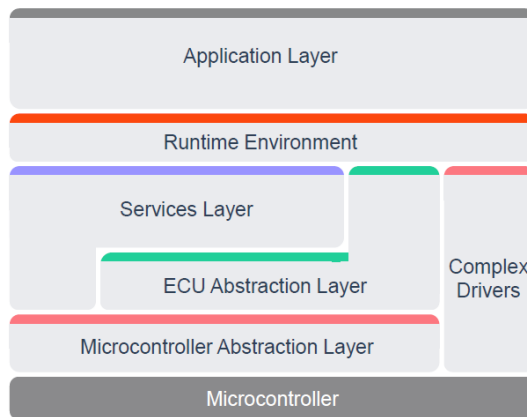 Application Layer
Runtime Environment
Services Layer
ECU Abstraction Layer
Complex
Drivers
Microcontroller Abstraction Layer
Microcontroller